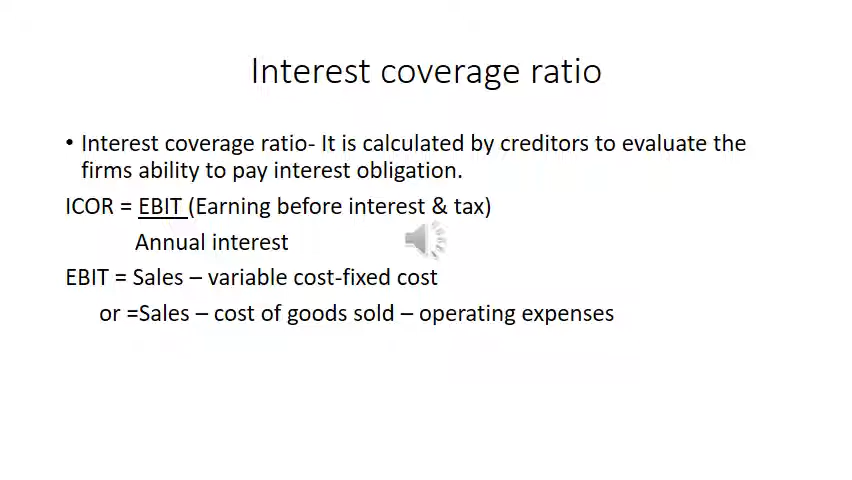 Interest coverage ratio
• Interest coverage ratio- It is calculated by creditors to evaluate the
firms ability to pay interest obligation.
ICOR = EBIT (Earning before interest & tax)
Annual interest
EBIT = Sales – variable cost-fixed cost
or =Sales – cost of goods sold – operating expenses